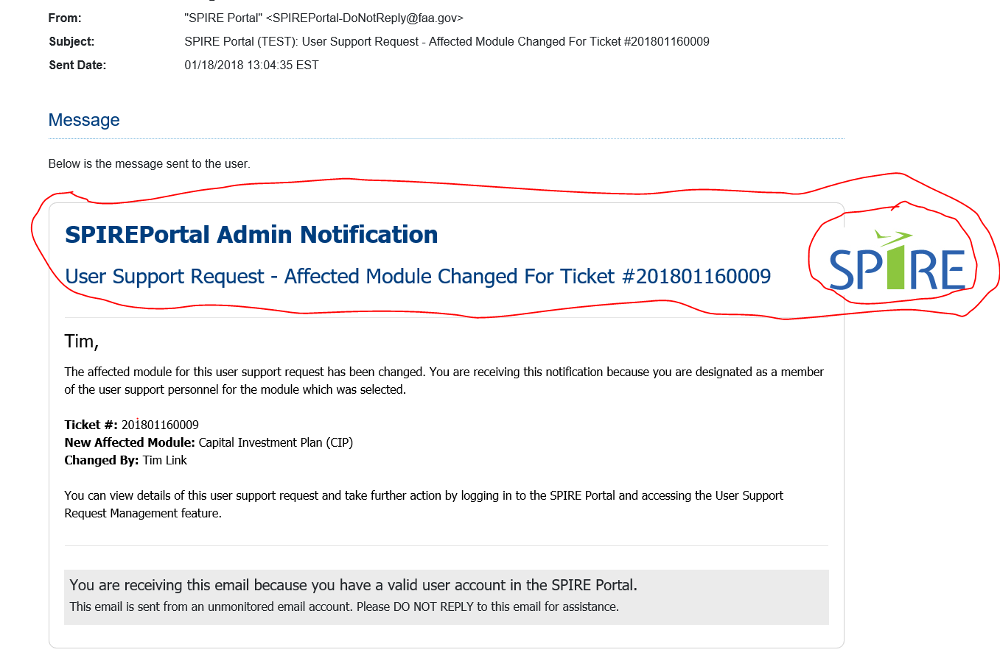 From: "SPIRE Portal" <SPIREPortal-DoNotReply@faa.gov>
Subject: SPIRE Portal (TEST): User Support Request - Affected Module Changed For Ticket #201801160009
Sent Date: 01/18/2018 13:04:35 EST
Message
Below is the message sent to the user.
SPIREPortal Admin Notification
User Support Request - Affected Module Changed For Ticket #201801160009
SPIRE
Tim,
The affected module for this user support request has been changed. You are receiving this notification because you are designated as a member
of the user support personnel for the module which was selected.
Ticket #: 201801160009
New Affected Module: Capital Investment Plan (CIP)
Changed By: Tim Link
You can view details of this user support request and take further action by logging in to the SPIRE Portal and accessing the User Support
Request Management feature.
You are receiving this email because you have a valid user account in the SPIRE Portal.
This email is sent from an unmonitored email account. Please DO NOT REPLY to this email for assistance.